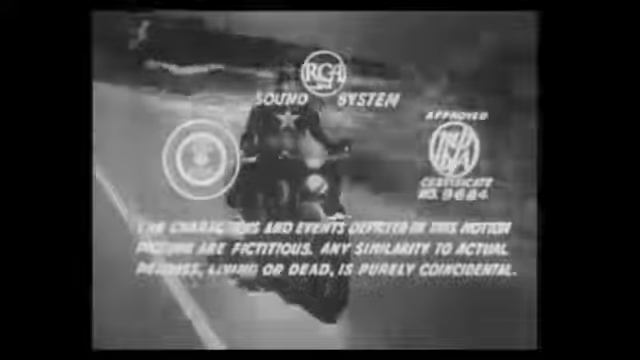 RCA
SOUND SYSTEM
APPROVED
CERTIFICATE
NO. 9684
THE CHARACTERS AND EVENTS DEPICTED IN THIS MOTION
PICTURE ARE FICTITIOUS. ANY SIMILARITY TO ACTUAL
PERSONS, LIVING OR DEAD, IS PURELY COINCIDENTAL.